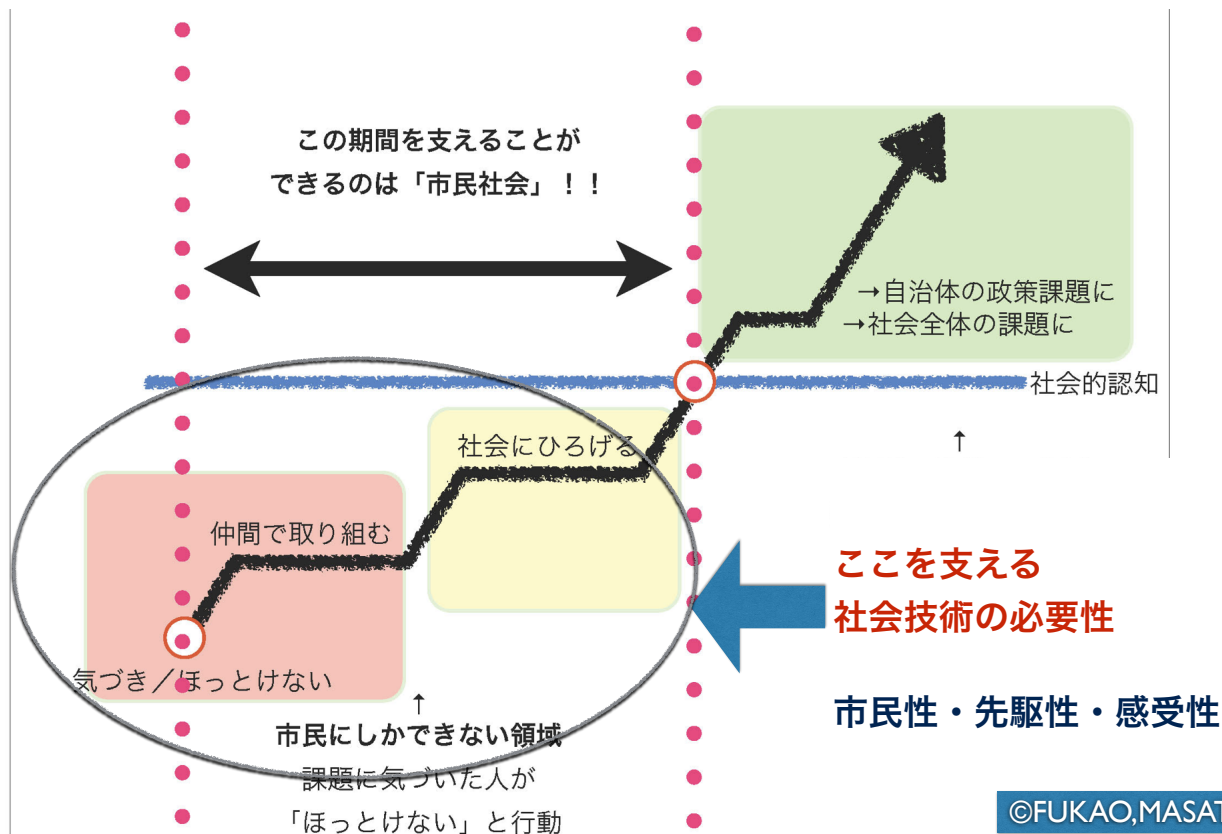 この期間を支えることが
できるのは「市民社会」！！
→自治体の政策課題に
→社会全体の課題に
社会的認知
↑
社会にひろげる
仲間で取り組む
気づき／ほっとけない
↑
市民にしかできない領域
課題に気づいた人が
「ほっとけない」と行動
ここを支える
社会技術の必要性
市民性・先駆性・感受性
©FUKAO,MASAT